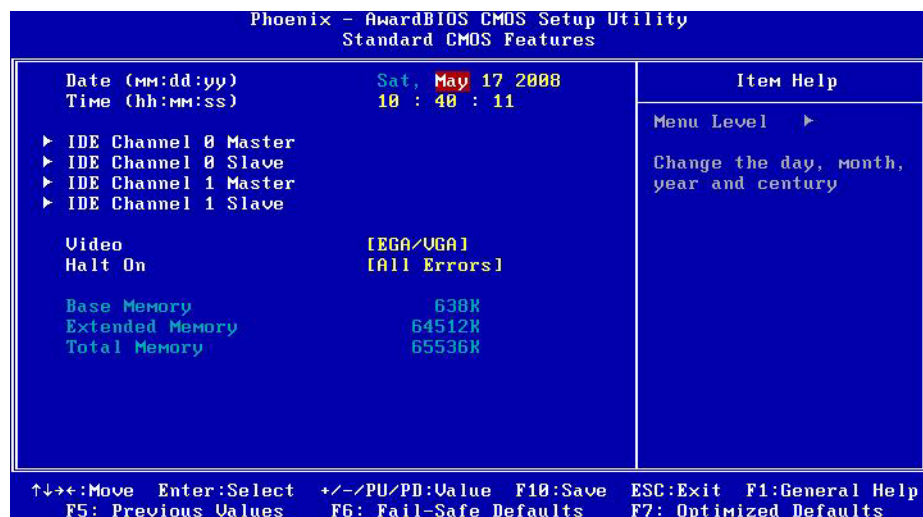 Phoenix - AwardBIOS CMOS Setup Utility
Standard CMOS Features
Date (mm:dd:yy) Sat, May 17 2008
Time (hh:mm:ss) 10 : 40 : 11
▶ IDE Channel 0 Master
▶ IDE Channel 0 Slave
▶ IDE Channel 1 Master
▶ IDE Channel 1 Slave
Video [EGA/VGA]
Halt On [All Errors]
Base Memory 638K
Extended Memory 64512K
Total Memory 65536K
Item Help
Menu Level ▶
Change the day, month,
year and century
↑↓→←:Move Enter:Select +/-/PU/PD:Value F10:Save ESC:Exit F1:General Help
F5: Previous Values F6: Fail-Safe Defaults F7: Optimized Defaults